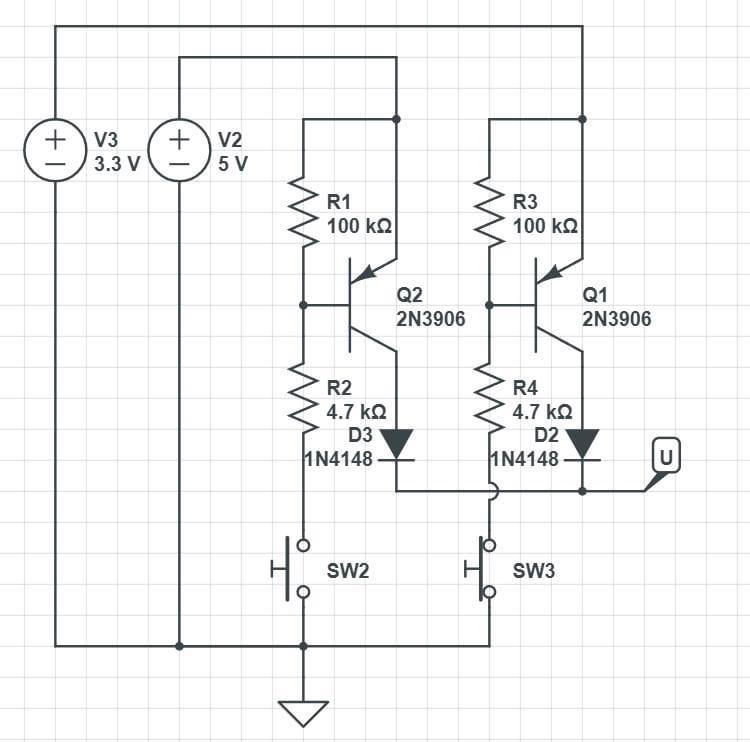 V3
3.3 V
V2
5 V
R1
100 kΩ
R3
100 kΩ
Q2
2N3906
Q1
2N3906
R2
4.7 kΩ
R4
4.7 kΩ
D3
1N4148
D2
1N4148
U
SW2
SW3